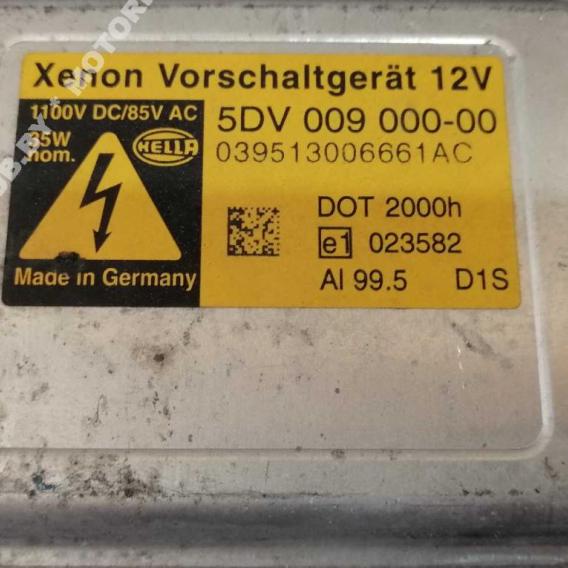 Xenon Vorschaltgerät 12V
1100V DC/85V AC
35W
nom.
HELLA
5DV 009 000-00
039513006661AC
DOT 2000h
e1 023582
Al 99.5 D1S
Made in Germany